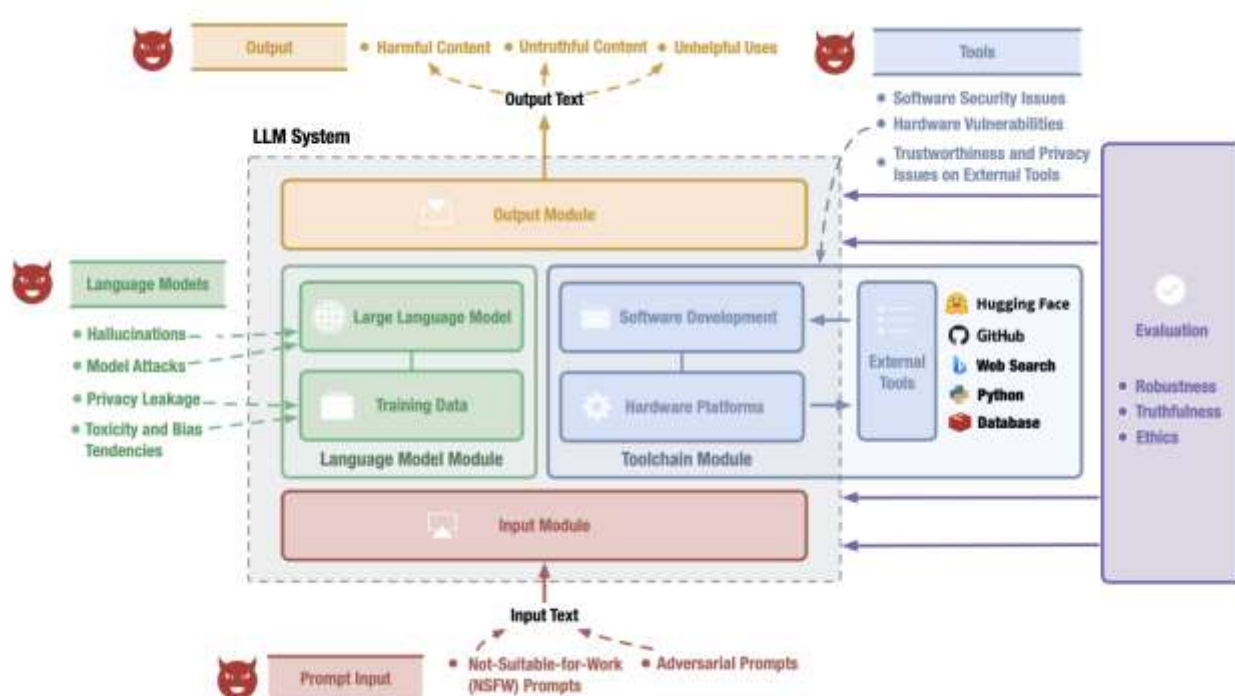 Output
• Harmful Content
• Untruthful Content
• Unhelpful Uses
Output Text
Tools
• Software Security Issues
• Hardware Vulnerabilities
• Trustworthiness and Privacy
Issues on External Tools
LLM System
Output Module
Language Models
• Hallucinations
• Model Attacks
• Privacy Leakage
• Toxicity and Bias
Tendencies
Large Language Model
Training Data
Language Model Module
Software Development
Hardware Platforms
Toolchain Module
External
Tools
Hugging Face
GitHub
Web Search
Python
Database
Evaluation
• Robustness
• Truthfulness
• Ethics
Input Module
Input Text
Prompt Input
• Not-Suitable-for-Work
(NSFW) Prompts
• Adversarial Prompts